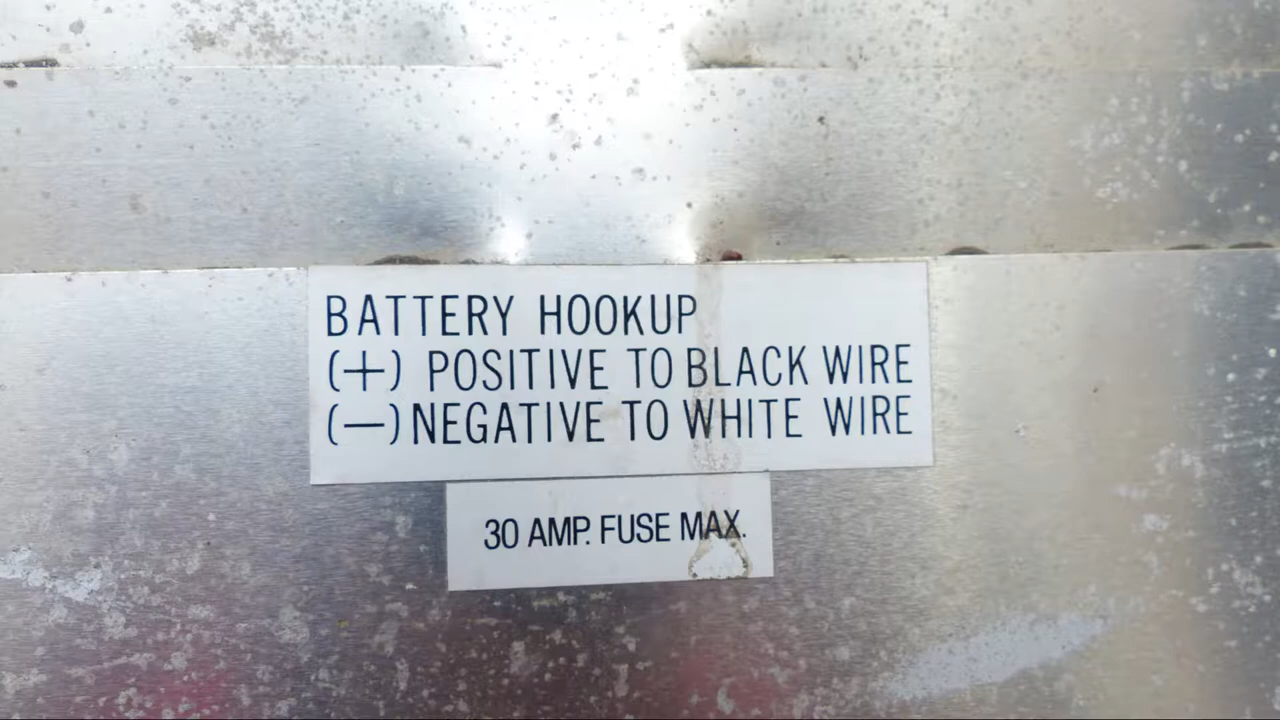 BATTERY HOOKUP
(+) POSITIVE TO BLACK WIRE
(—) NEGATIVE TO WHITE WIRE
30 AMP. FUSE MAX.